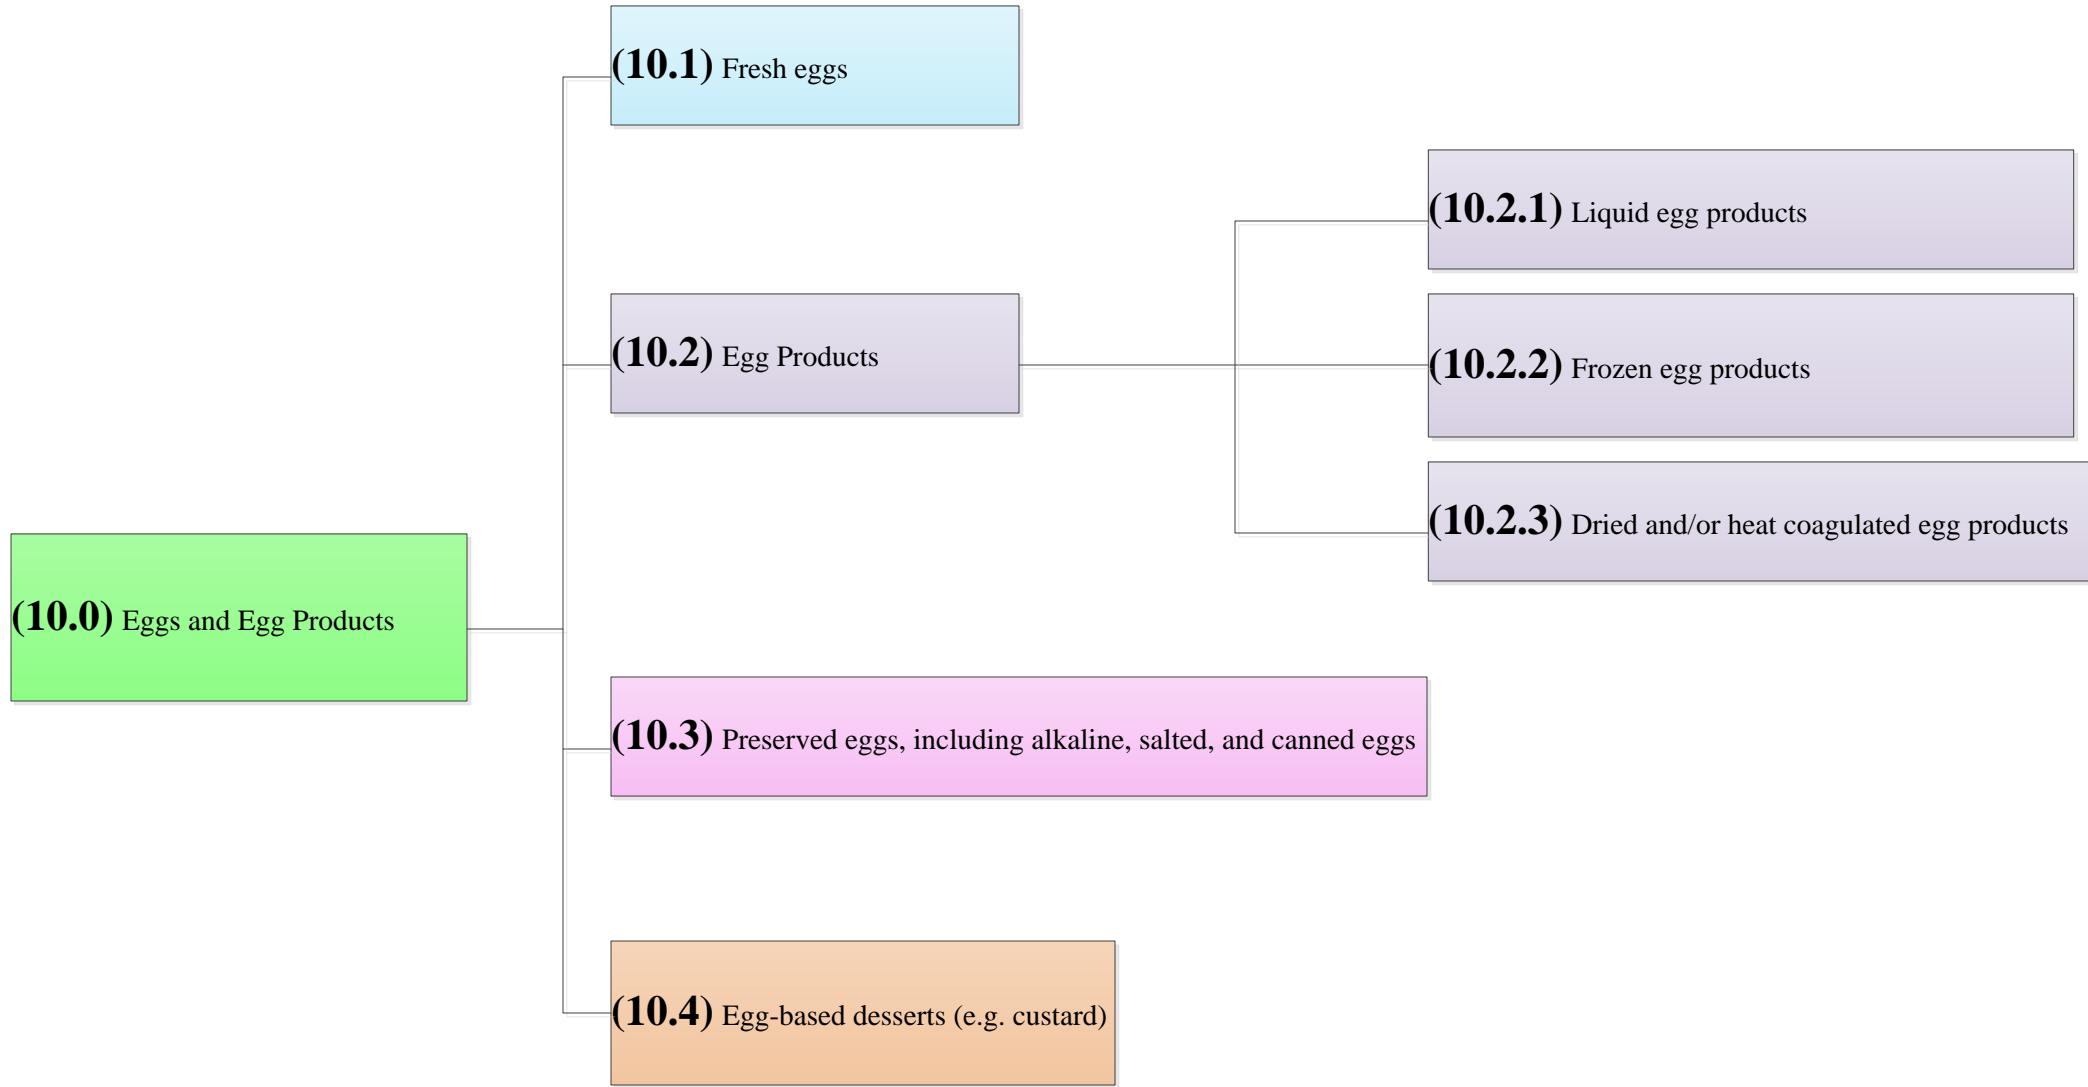 (10.1) Fresh eggs
(10.2.1) Liquid egg products
(10.2) Egg Products
(10.2.2) Frozen egg products
(10.2.3) Dried and/or heat coagulated egg products
(10.0) Eggs and Egg Products
(10.3) Preserved eggs, including alkaline, salted, and canned eggs
(10.4) Egg-based desserts (e.g. custard)